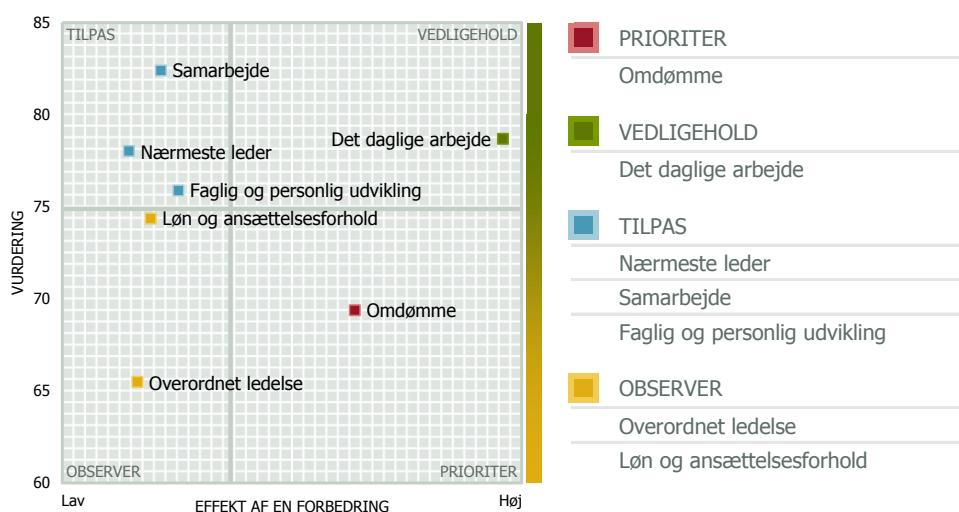 85
80
75
70
65
60
VURDERING
TILPAS
VEDLIGEHOLD
Samarbejde
Det daglige arbejde
Nærmeste leder
Faglig og personlig udvikling
Løn og ansættelsesforhold
Omdømme
Overordnet ledelse
OBSERVER
PRIORITER
Lav
EFFEKT AF EN FORBEDRING
Høj
PRIORITER
Omdømme
VEDLIGEHOLD
Det daglige arbejde
TILPAS
Nærmeste leder
Samarbejde
Faglig og personlig udvikling
OBSERVER
Overordnet ledelse
Løn og ansættelsesforhold